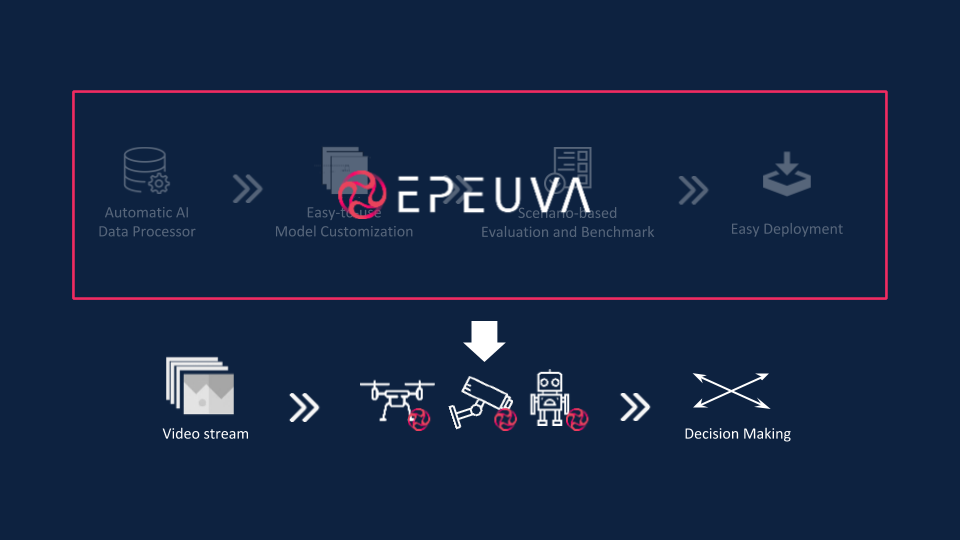 EPEUVA
Automatic AI
Data Processor
Easy-to-use
Model Customization
Scenario-based
Evaluation and Benchmark
Easy Deployment
Video stream
Decision Making